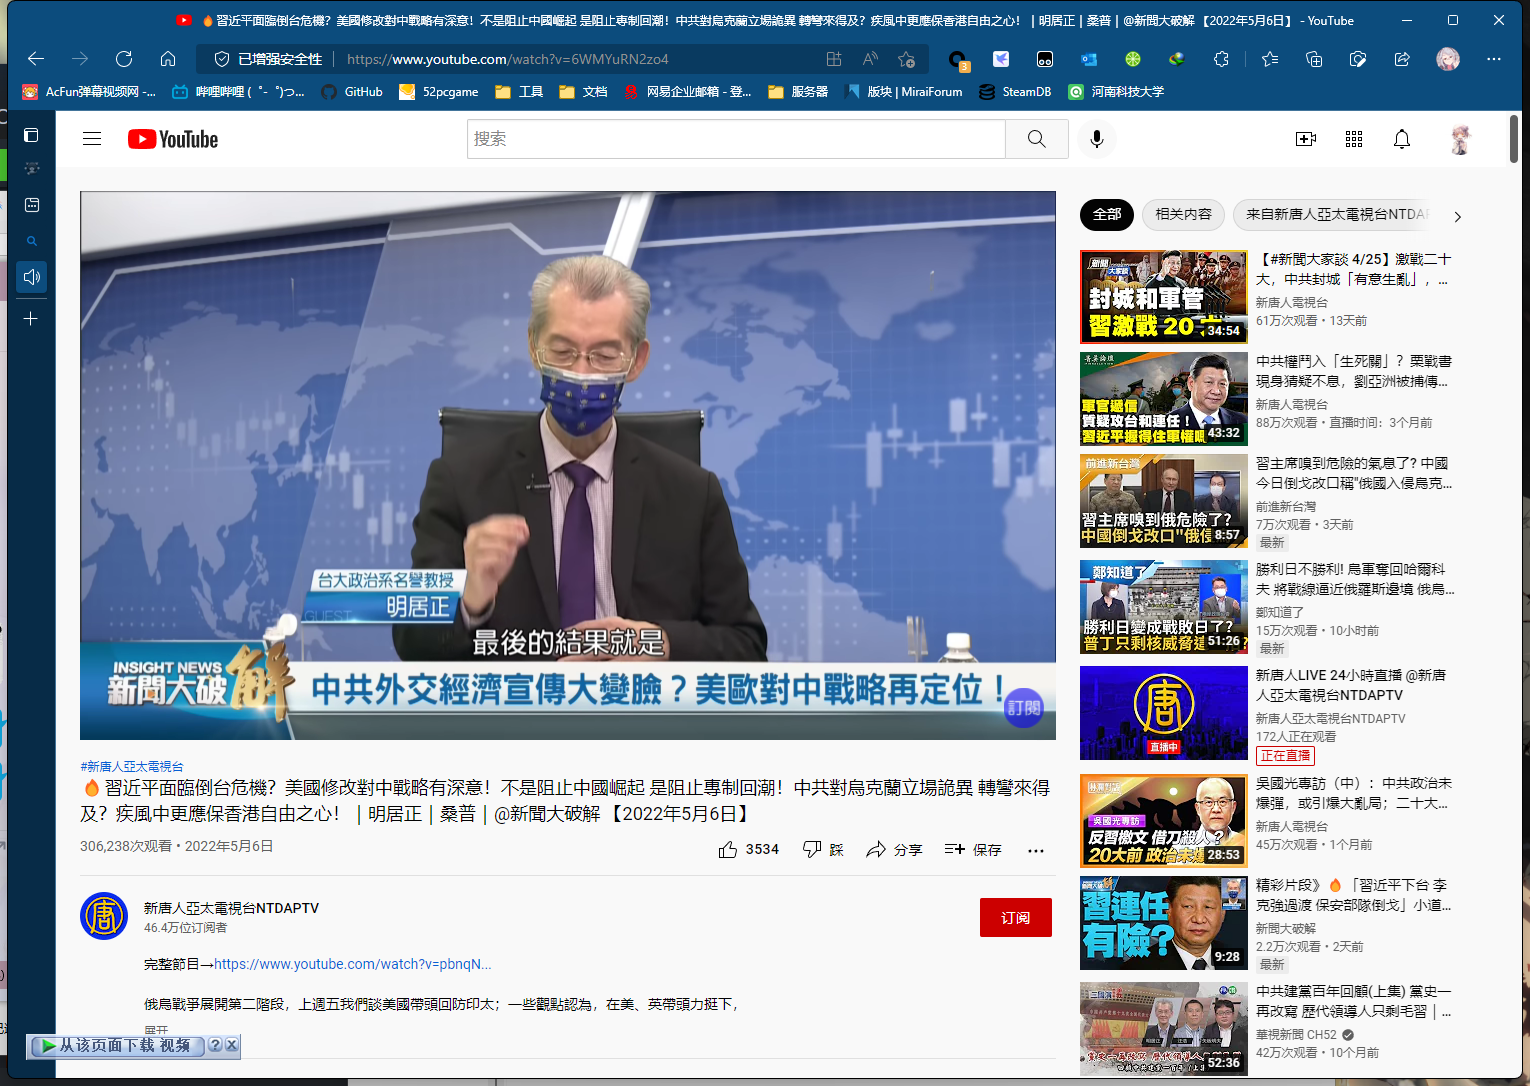 🔥習近平面臨倒台危機？美國修改對中戰略有深意！不是阻止中國崛起 是阻止專制回潮！中共對烏克蘭立場詭異 轉彎來得及？疾風中更應保香港自由之心！｜明居正｜桑普｜@新聞大破解 【2022年5月6日】 - YouTube
已增强安全性
https://www.youtube.com/watch?v=6WMYuRN2zo4
3
AcFun弹幕视频网 -...
哔哩哔哩 (゜-゜)つ...
GitHub
52pcgame
工具
文档
网易企业邮箱 - 登...
服务器
版块 | MiraiForum
SteamDB
河南科技大学
YouTube
搜索
全部
相关内容
来自新唐人亞太電視台NTDAP
台大政治系名譽教授
GUEST
明居正
最後的結果就是
INSIGHT NEWS
新聞大破解
中共外交經濟宣傳大變臉？美歐對中戰略再定位！
訂閱
#新唐人亞太電視台
🔥習近平面臨倒台危機？美國修改對中戰略有深意！不是阻止中國崛起 是阻止專制回潮！中共對烏克蘭立場詭異 轉彎來得
及？疾風中更應保香港自由之心！｜明居正｜桑普｜@新聞大破解 【2022年5月6日】
306,238次观看 • 2022年5月6日
3534
踩
分享
保存
新唐人亞太電視台NTDAPTV
46.4万位订阅者
订阅
完整節目→https://www.youtube.com/watch?v=pbnqN...
俄烏戰爭展開第二階段，上週五我們談美國帶頭回防印太；一些觀點認為，在美、英帶頭力挺下，
展开
从该页面下载 视频
新聞
大家談
封城和軍管
習激戰20大
34:54
【#新聞大家談 4/25】激戰二十
大，中共封城「有意生亂」，...
新唐人電視台
61万次观看 • 13天前
菁英論壇
軍官遞信
質疑攻台和連任！
習近平握得住軍權嗎
43:32
中共權鬥入「生死關」？栗戰書
現身猜疑不息，劉亞洲被捕傳...
新唐人電視台
88万次观看 • 直播时间：3个月前
前進新台灣
習主席嗅到俄危險了?
中國倒戈改口"俄侵
8:57
習主席嗅到危險的氣息了? 中國
今日倒戈改口稱"俄國入侵烏克...
前進新台灣
7万次观看 • 3天前
最新
鄭知道了
勝利日變成戰敗日了?
普丁只剩核威脅這
51:26
勝利日不勝利! 烏軍奪回哈爾科
夫 將戰線逼近俄羅斯邊境 俄烏...
鄭知道了
15万次观看 • 10小时前
最新
唐
直播中
新唐人LIVE 24小時直播 @新唐
人亞太電視台NTDAPTV
新唐人亞太電視台NTDAPTV
172人正在观看
正在直播
吳國光專訪
反習檄文 借刀殺人？
20大前 政治未爆
28:53
吳國光專訪（中）：中共政治未
爆彈，或引爆大亂局；二十大...
新唐人電視台
45万次观看 • 1个月前
習連任
有險?
9:28
精彩片段》🔥「習近平下台 李
克強過渡 保安部隊倒戈」小道...
新聞大破解
2.2万次观看 • 2天前
最新
三國演
52:36
中共建黨百年回顧(上集) 黨史一
再改寫 歷代領導人只剩毛習｜...
華視新聞 CH52
42万次观看 • 10个月前